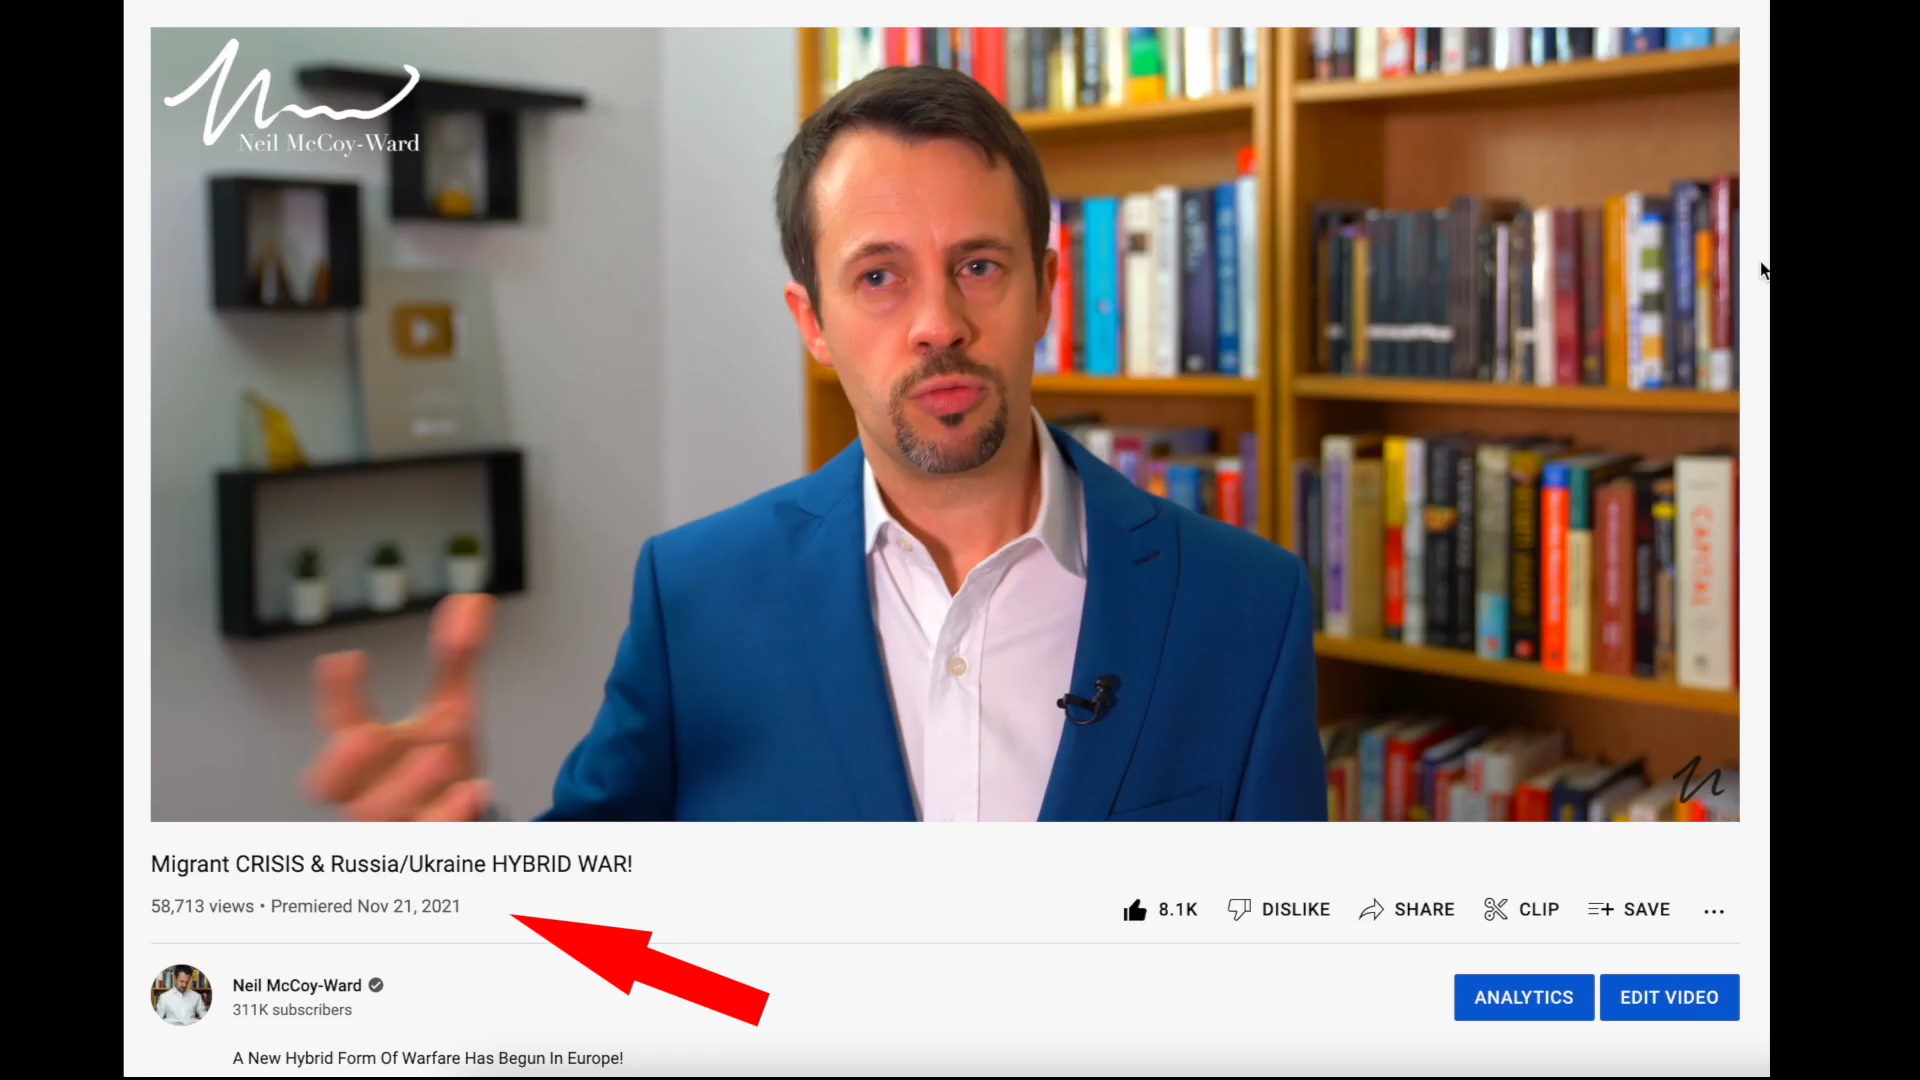 Neil McCoy-Ward
CAPITAL
Migrant CRISIS & Russia/Ukraine HYBRID WAR!
58,713 views • Premiered Nov 21, 2021
8.1K DISLIKE SHARE CLIP SAVE ...
Neil McCoy-Ward
311K subscribers
ANALYTICS EDIT VIDEO
A New Hybrid Form Of Warfare Has Begun In Europe!